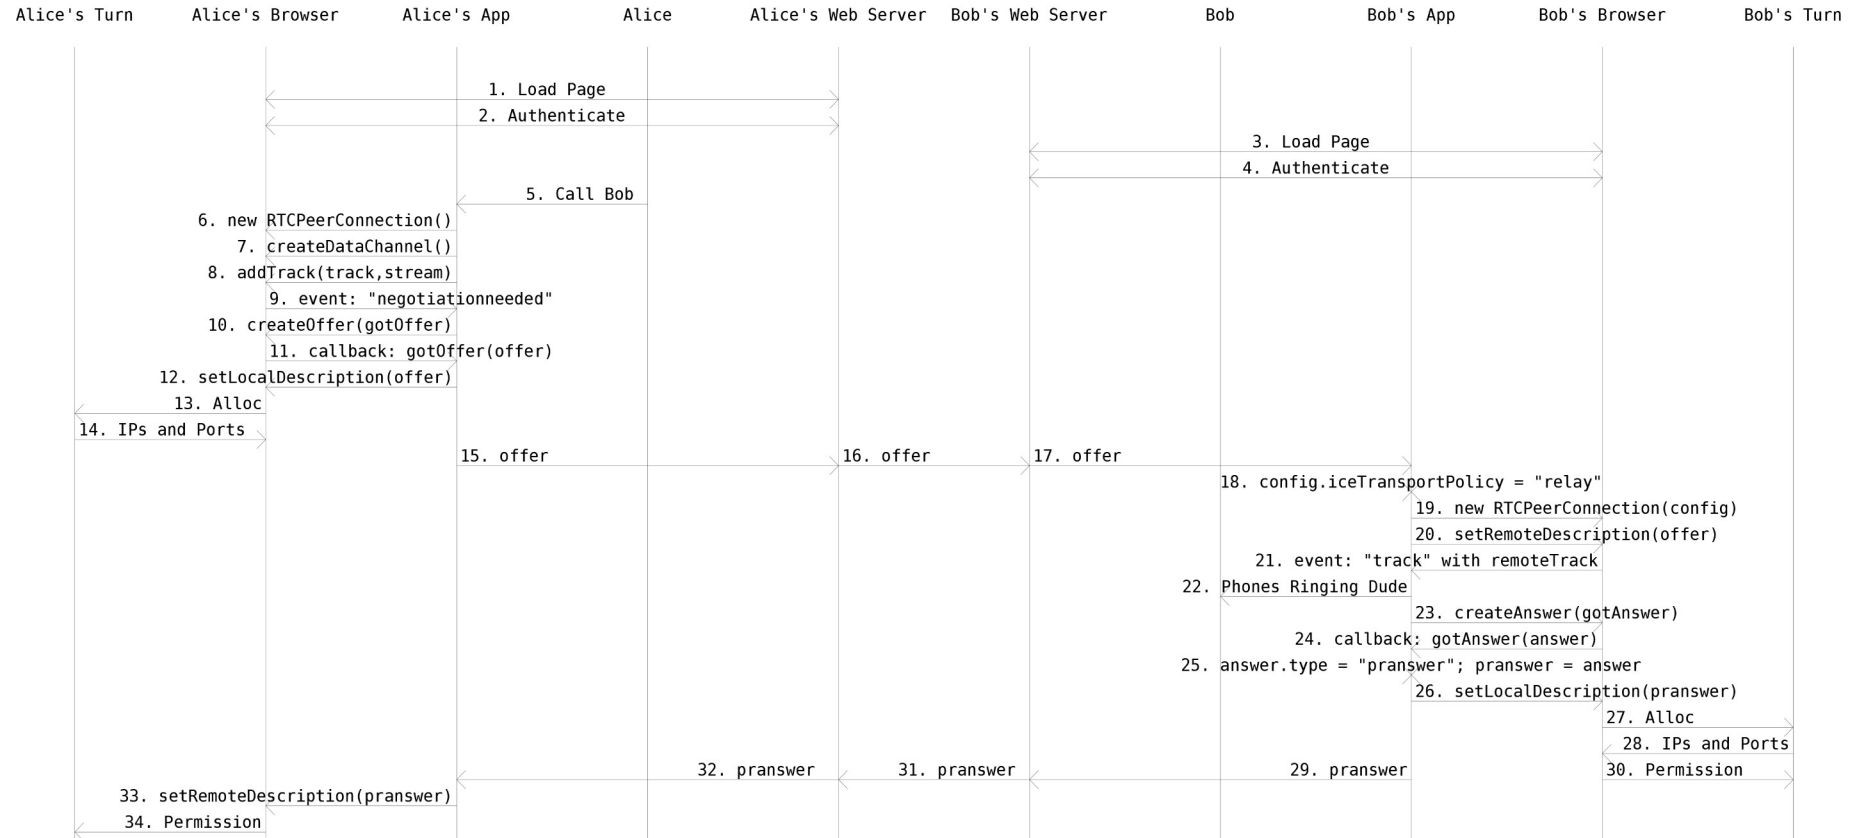 Alice's Turn Alice's Browser Alice's App Alice Alice's Web Server Bob's Web Server Bob Bob's App Bob's Browser Bob's Turn
1. Load Page
2. Authenticate
3. Load Page
4. Authenticate
5. Call Bob
6. new RTCPeerConnection()
7. createDataChannel()
8. addTrack(track,stream)
9. event: "negotiationneeded"
10. createOffer(gotOffer)
11. callback: gotOffer(offer)
12. setLocalDescription(offer)
13. Alloc
14. IPs and Ports
15. offer 16. offer 17. offer
18. config.iceTransportPolicy = "relay"
19. new RTCPeerConnection(config)
20. setRemoteDescription(offer)
21. event: "track" with remoteTrack
22. Phones Ringing Dude
23. createAnswer(gotAnswer)
24. callback: gotAnswer(answer)
25. answer.type = "pranswer"; pranswer = answer
26. setLocalDescription(pranswer)
27. Alloc
28. IPs and Ports
32. pranswer 31. pranswer 29. pranswer 30. Permission
33. setRemoteDescription(pranswer)
34. Permission